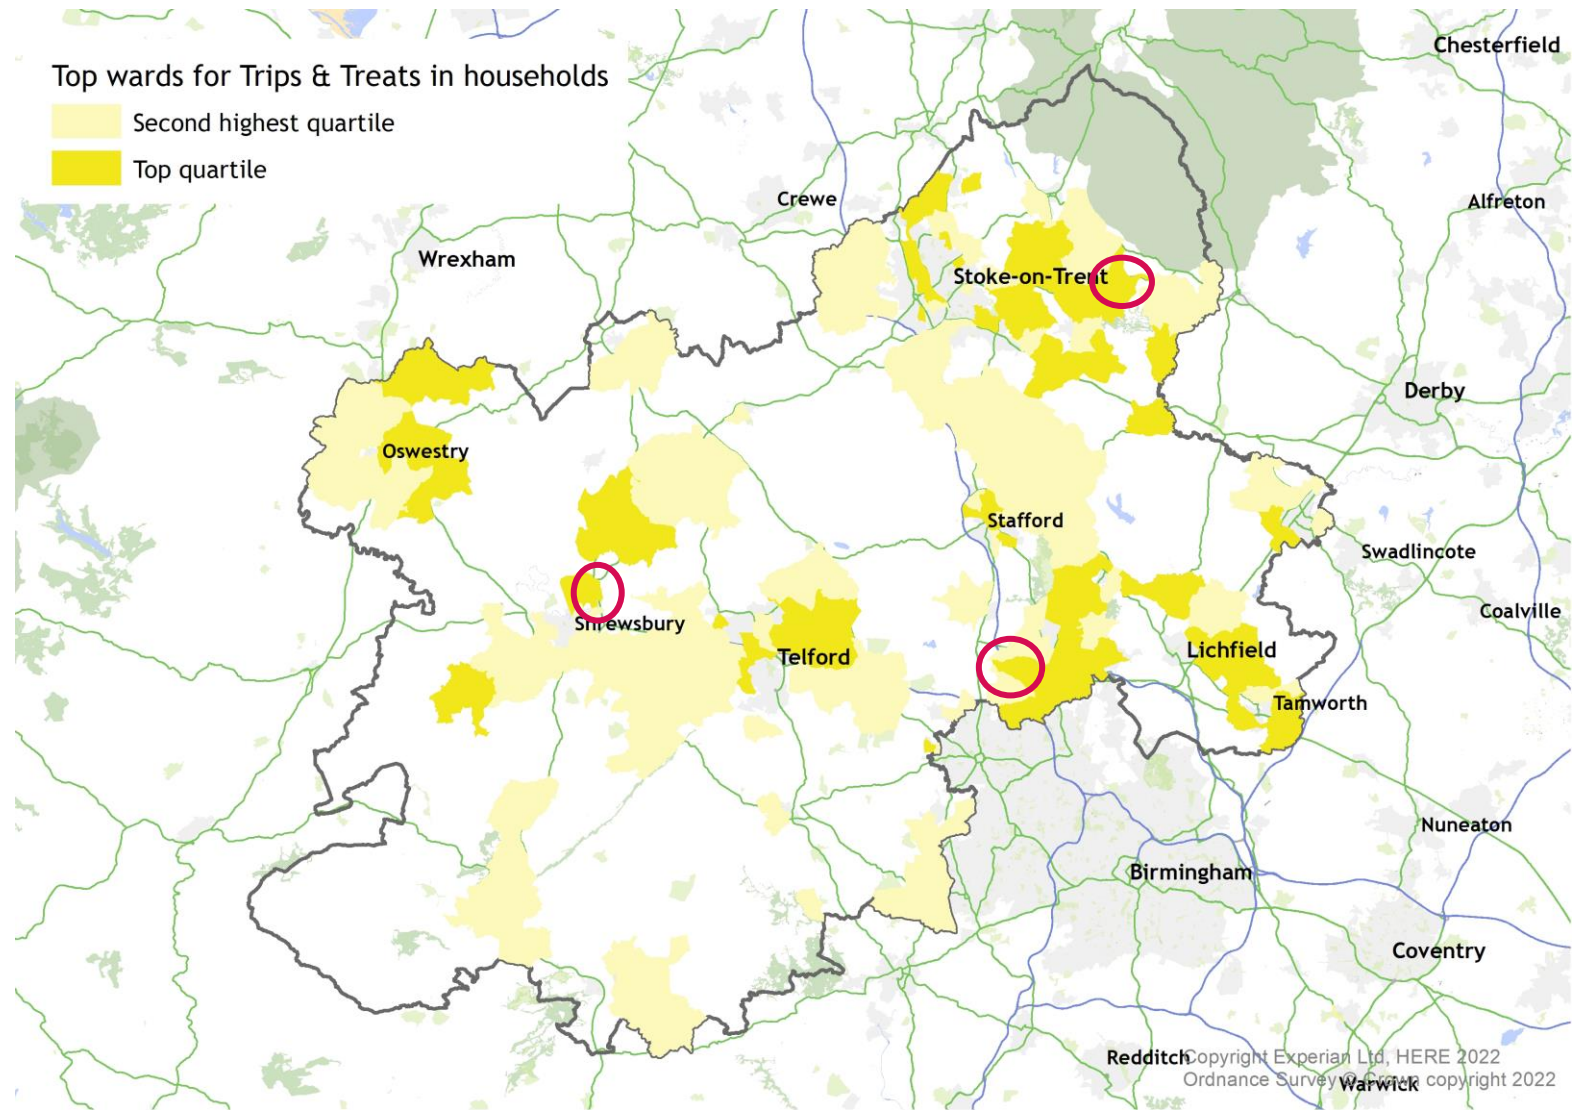 Top wards for Trips & Treats in households
Second highest quartile
Top quartile
Chesterfield
Crewe
Alfreton
Wrexham
Stoke-on-Trent
Derby
Oswestry
Stafford
Swadlincote
Coalville
Shrewsbury
Telford
Lichfield
Tamworth
Nuneaton
Birmingham
Coventry
Redditch
Copyright Experian Ltd, HERE 2022
Ordnance Survey © Crown copyright 2022
Warwick